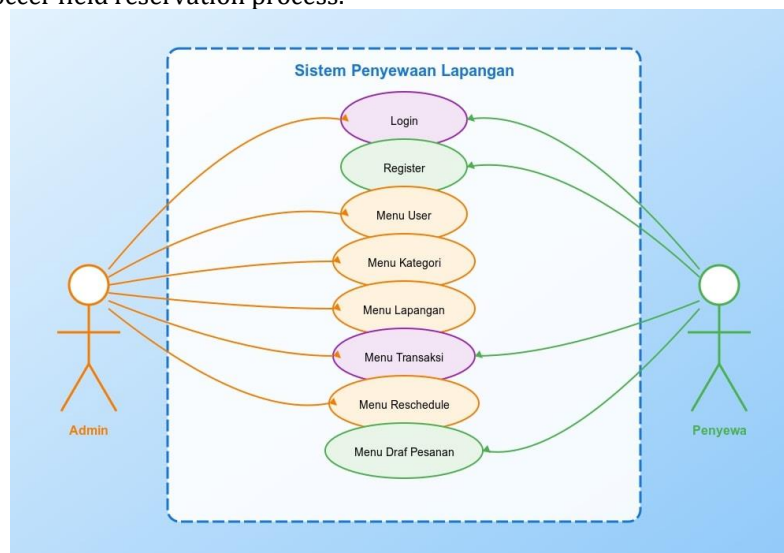 soccer field reservation process.
Sistem Penyewaan Lapangan
Login
Register
Menu User
Menu Kategori
Menu Lapangan
Menu Transaksi
Menu Reschedule
Menu Draf Pesanan
Admin
Penyewa